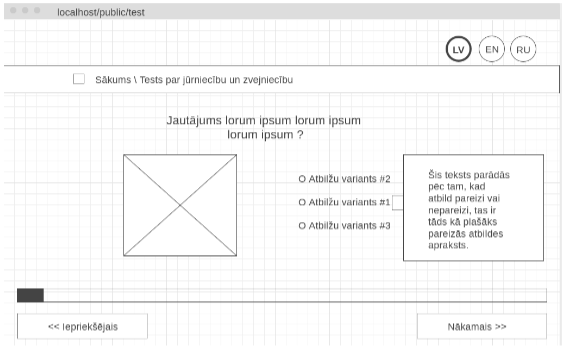 localhost/public/test
LV EN RU
Sākums \ Tests par jūrniecību un zvejniecību
Jautājums lorum ipsum lorum ipsum
lorum ipsum ?
O Atbilžu variants #2
O Atbilžu variants #1
O Atbilžu variants #3
Šis teksts parādās
pēc tam, kad
atbild pareizi vai
nepareizi, tas ir
tāds kā plašāks
pareizās atbildes
apraksts.
<< Iepriekšējais
Nākamais >>